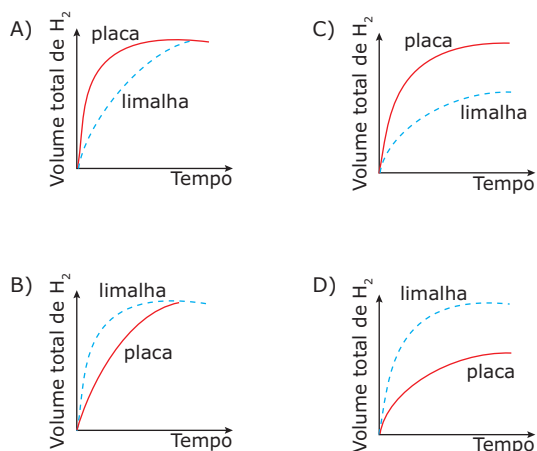 A)
Volume total de H₂
placa
limalha
Tempo
C)
Volume total de H₂
placa
limalha
Tempo
B)
Volume total de H₂
limalha
placa
Tempo
D)
Volume total de H₂
limalha
placa
Tempo